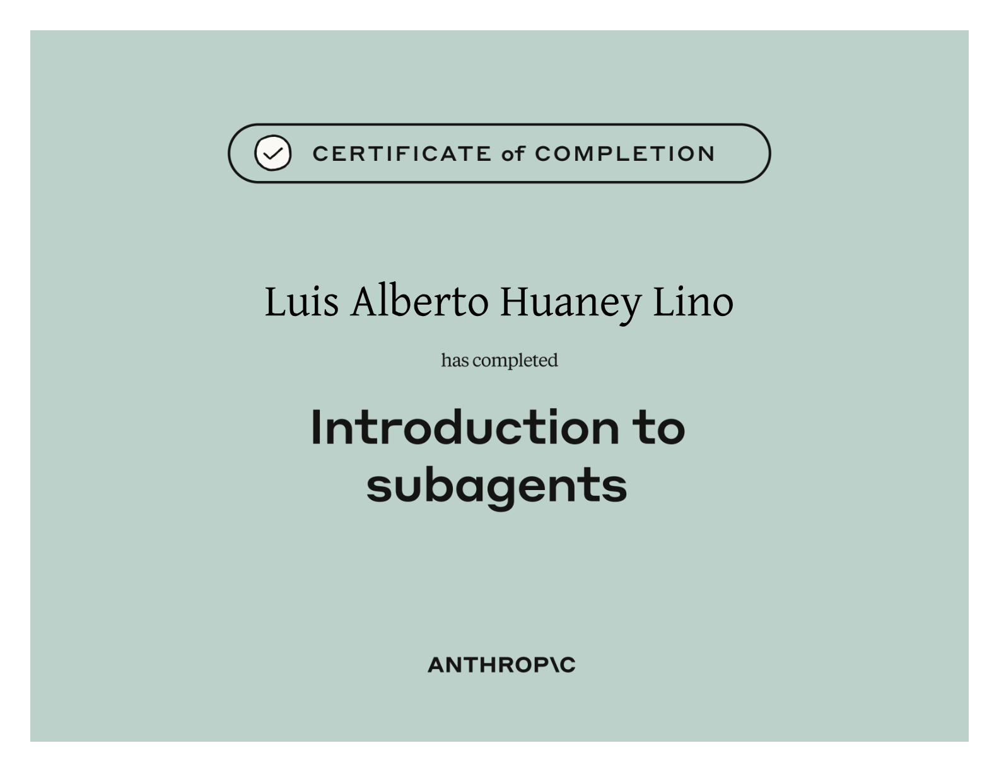 CERTIFICATE of COMPLETION
Luis Alberto Huaney Lino
has completed
Introduction to
subagents
ANTHROP\C